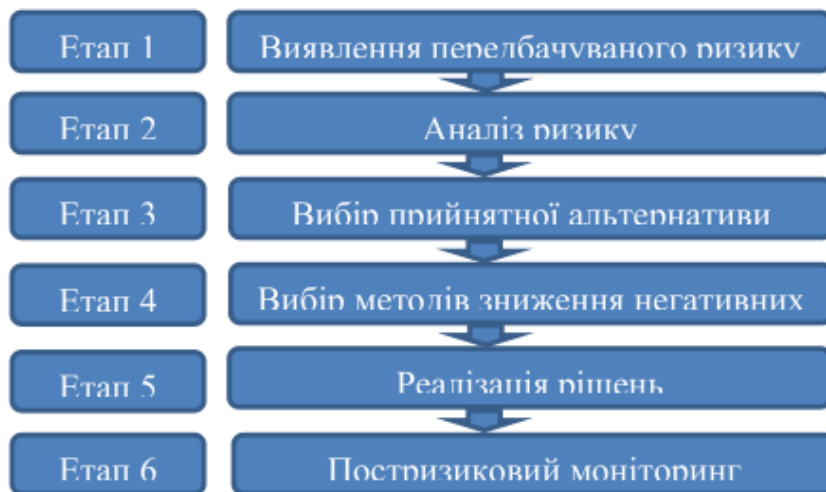 Етап 1
Виявлення передбачуваного ризику
Етап 2
Аналіз ризику
Етап 3
Вибір прийнятної альтернативи
Етап 4
Вибір методів зниження негативних
Етап 5
Реалізація рішень
Етап 6
Постризиковий моніторинг